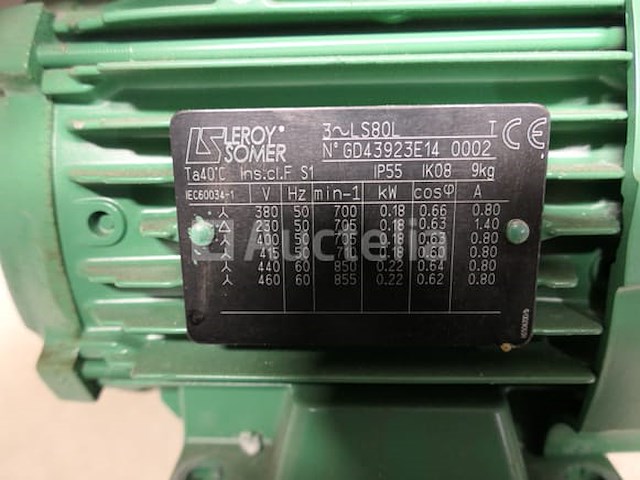 LS LEROY SOMER 3~LS80L T CE
N° GD43923E14 0002
Ta40°C Ins.cl.F S1 IP55 IK08 9kg
IEC60034-1 V Hz min-1 kW cosφ A
380 50 700 0.18 0.66 0.80
230 50 705 0.18 0.63 1.40
400 50 705 0.18 0.63 0.80
415 50 0.18 0.60 0.80
440 60 850 0.22 0.64 0.80
460 60 855 0.22 0.62 0.80